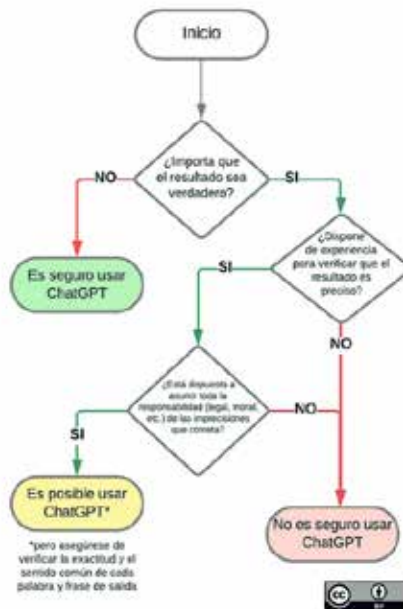 Inicio
¿Importa que
el resultado sea
verdadero?
NO
SI
Es seguro usar
ChatGPT
¿Dispone
de experiencia
para verificar que
el resultado es
preciso?
SI
NO
¿Está dispuesto a
asumir toda la
responsabilidad (legal, moral,
etc.) de las imprecisiones
que cometa?
NO
SI
Es posible usar
ChatGPT*
*pero asegúrese de
verificar la exactitud y el
sentido común de cada
palabra y frase de salida
No es seguro usar
ChatGPT
cc
BY